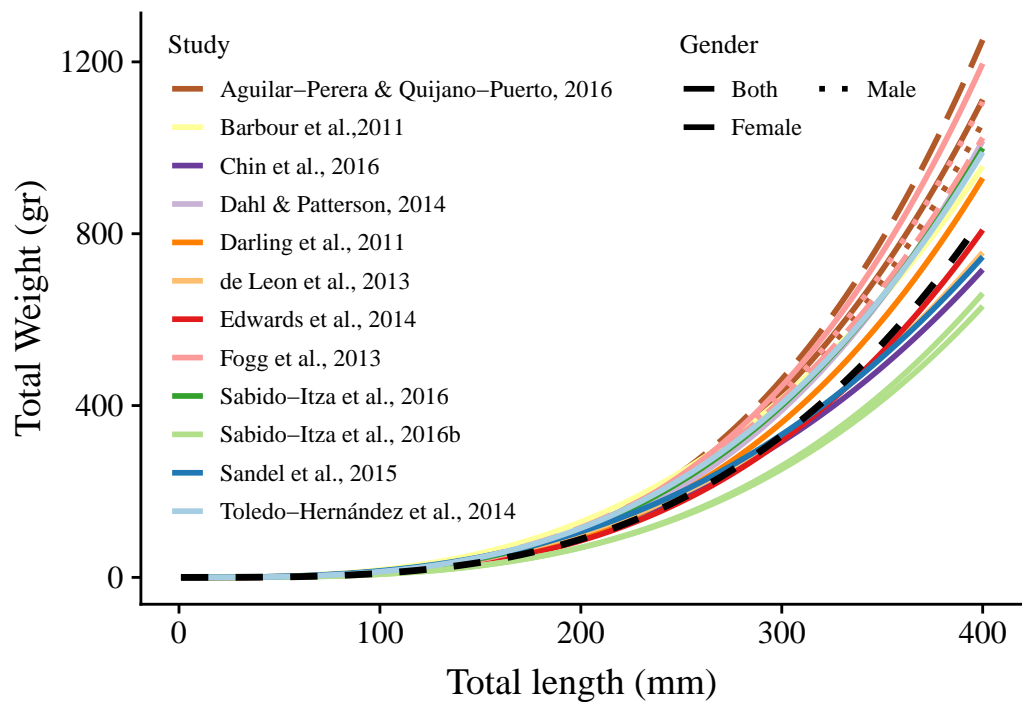 Study
Aguilar–Perera & Quijano–Puerto, 2016
Barbour et al.,2011
Chin et al., 2016
Dahl & Patterson, 2014
Darling et al., 2011
de Leon et al., 2013
Edwards et al., 2014
Fogg et al., 2013
Sabido–Itza et al., 2016
Sabido–Itza et al., 2016b
Sandel et al., 2015
Toledo–Hernández et al., 2014
Gender
Both
Male
Female
Total Weight (gr)
1200
800
400
0
0 100 200 300 400
Total length (mm)